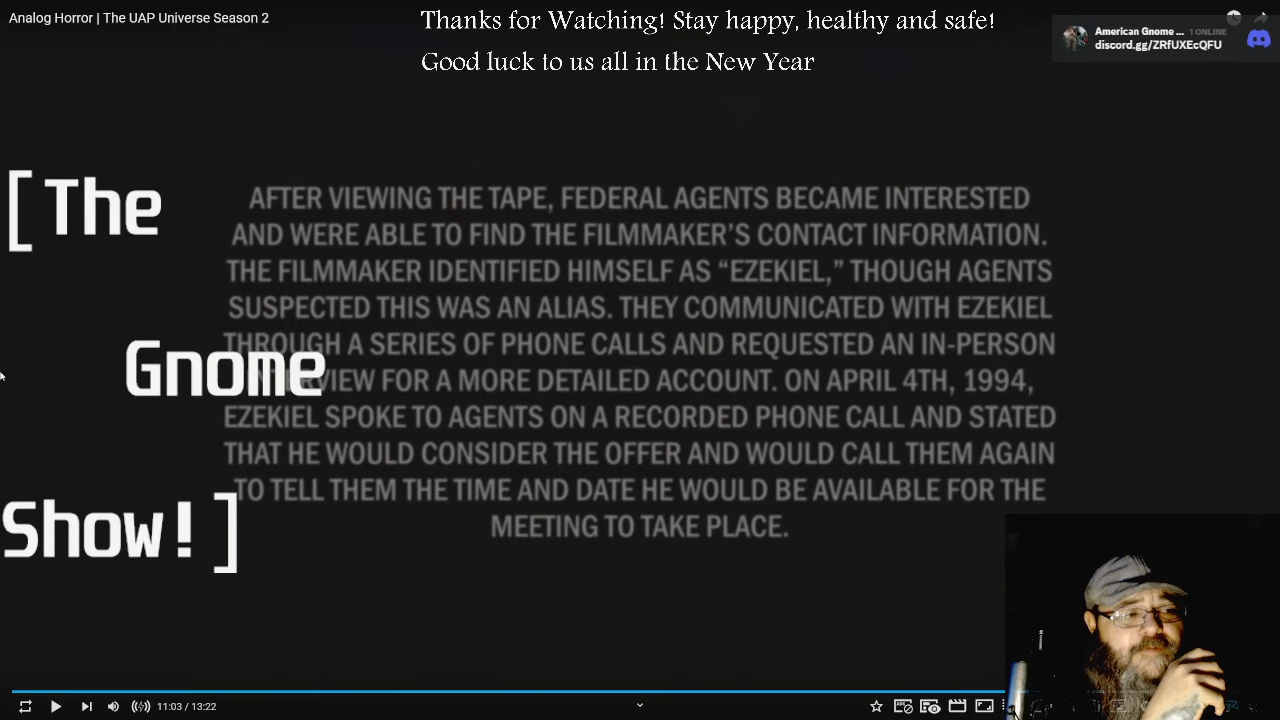 Analog Horror | The UAP Universe Season 2
Thanks for Watching! Stay happy, healthy and safe!
Good luck to us all in the New Year
American Gnome ... 1 ONLINE
discord.gg/ZRfUXEcQFU
[The
Gnome
Show!]
AFTER VIEWING THE TAPE, FEDERAL AGENTS BECAME INTERESTED
AND WERE ABLE TO FIND THE FILMMAKER'S CONTACT INFORMATION.
THE FILMMAKER IDENTIFIED HIMSELF AS “EZEKIEL,” THOUGH AGENTS
SUSPECTED THIS WAS AN ALIAS. THEY COMMUNICATED WITH EZEKIEL
THROUGH A SERIES OF PHONE CALLS AND REQUESTED AN IN-PERSON
INTERVIEW FOR A MORE DETAILED ACCOUNT. ON APRIL 4TH, 1994,
EZEKIEL SPOKE TO AGENTS ON A RECORDED PHONE CALL AND STATED
THAT HE WOULD CONSIDER THE OFFER AND WOULD CALL THEM AGAIN
TO TELL THEM THE TIME AND DATE HE WOULD BE AVAILABLE FOR THE
MEETING TO TAKE PLACE.
11:03 / 13:22